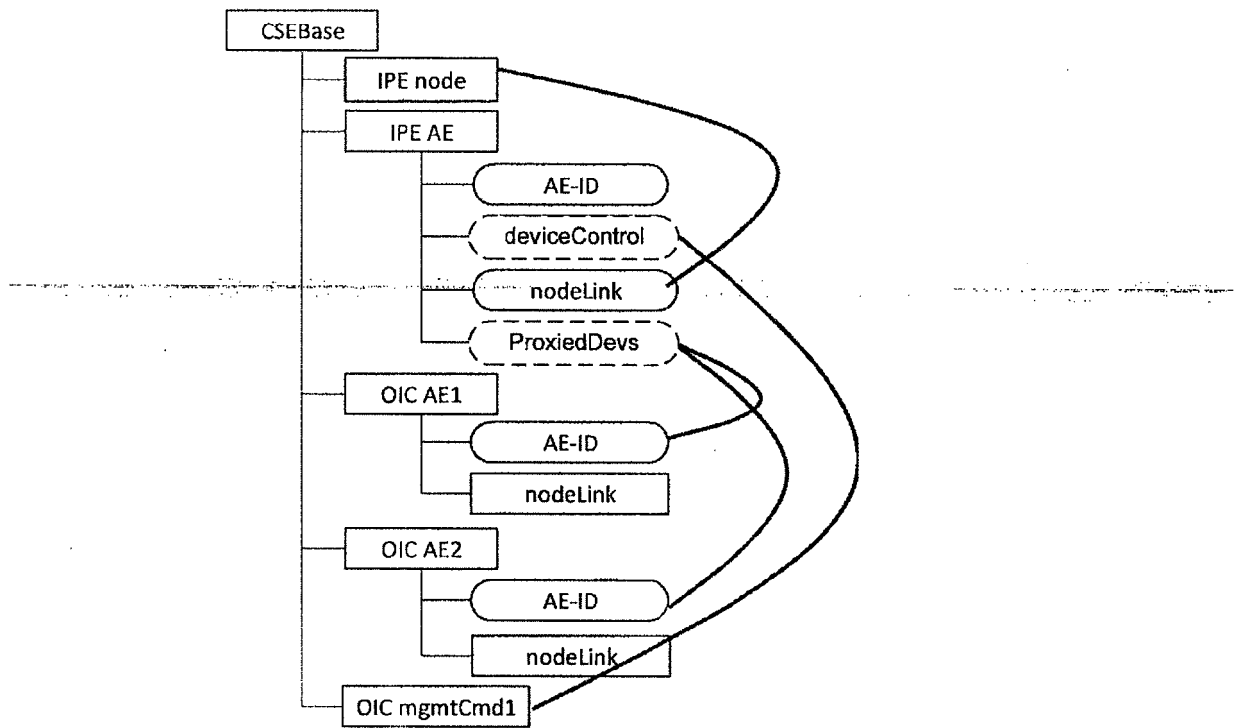 CSEBase
IPE node
IPE AE
AE-ID
deviceControl
nodeLink
ProxiedDevs
OIC AE1
AE-ID
nodeLink
OIC AE2
AE-ID
nodeLink
OIC mgmtCmd1